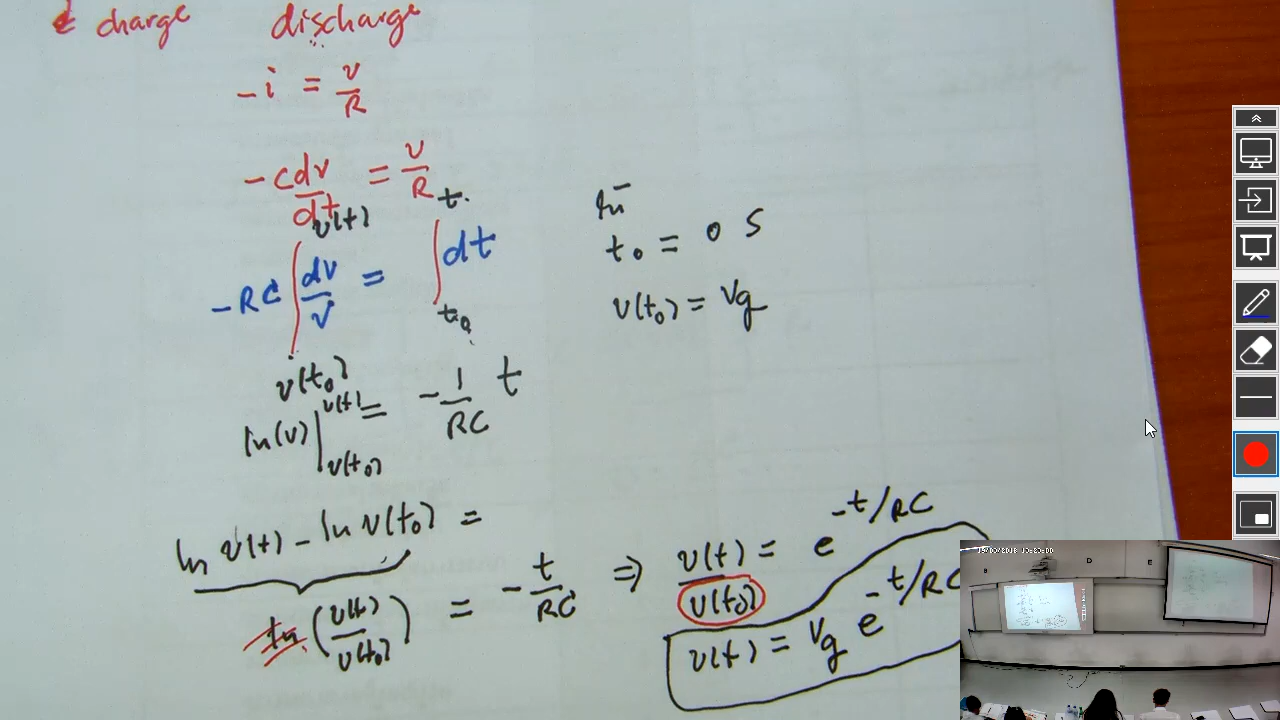 charge discharge
-i = v/R
-C dv/dt = v/R
-RC ∫ dv/v = ∫ dt
v(t) t
v(t₀) t₀
t₀ = 0 s
v(t₀) = Vg
ln(v) | v(t) v(t₀) = -1/RC t
ln v(t) - ln v(t₀) =
ln (v(t)/v(t₀)) = -t/RC ⇒ v(t)/v(t₀) = e^-t/RC
v(t) = Vg e^-t/RC